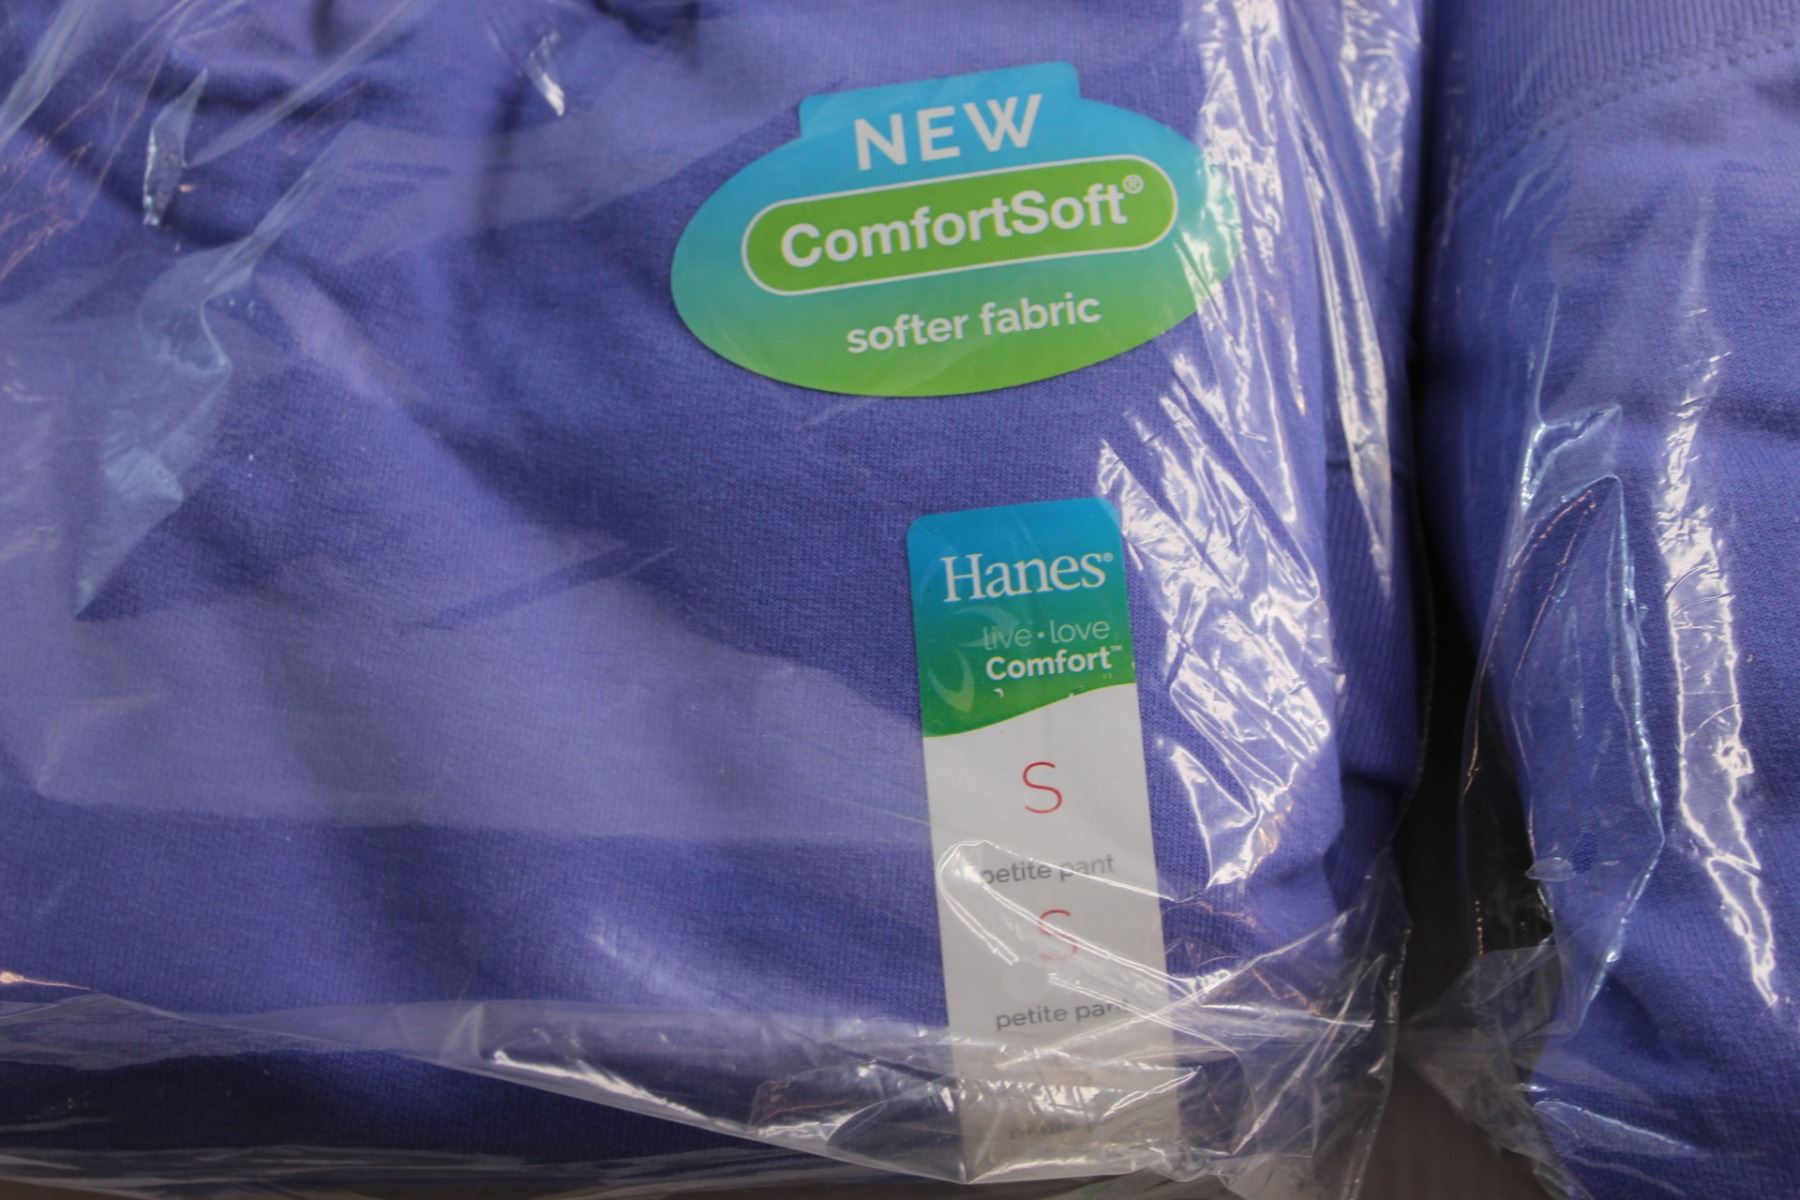 NEW
ComfortSoft®
softer fabric
Hanes®
live • love
Comfort™
S
petite pant
S
petite pant